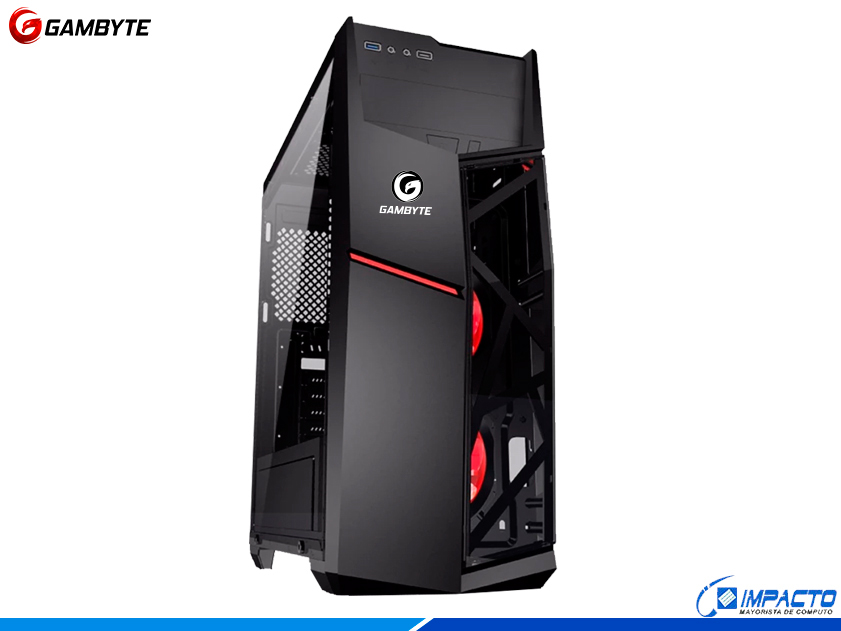 GAMBYTE
GAMBYTE
IMPACTO
MAYORISTA DE COMPUTO